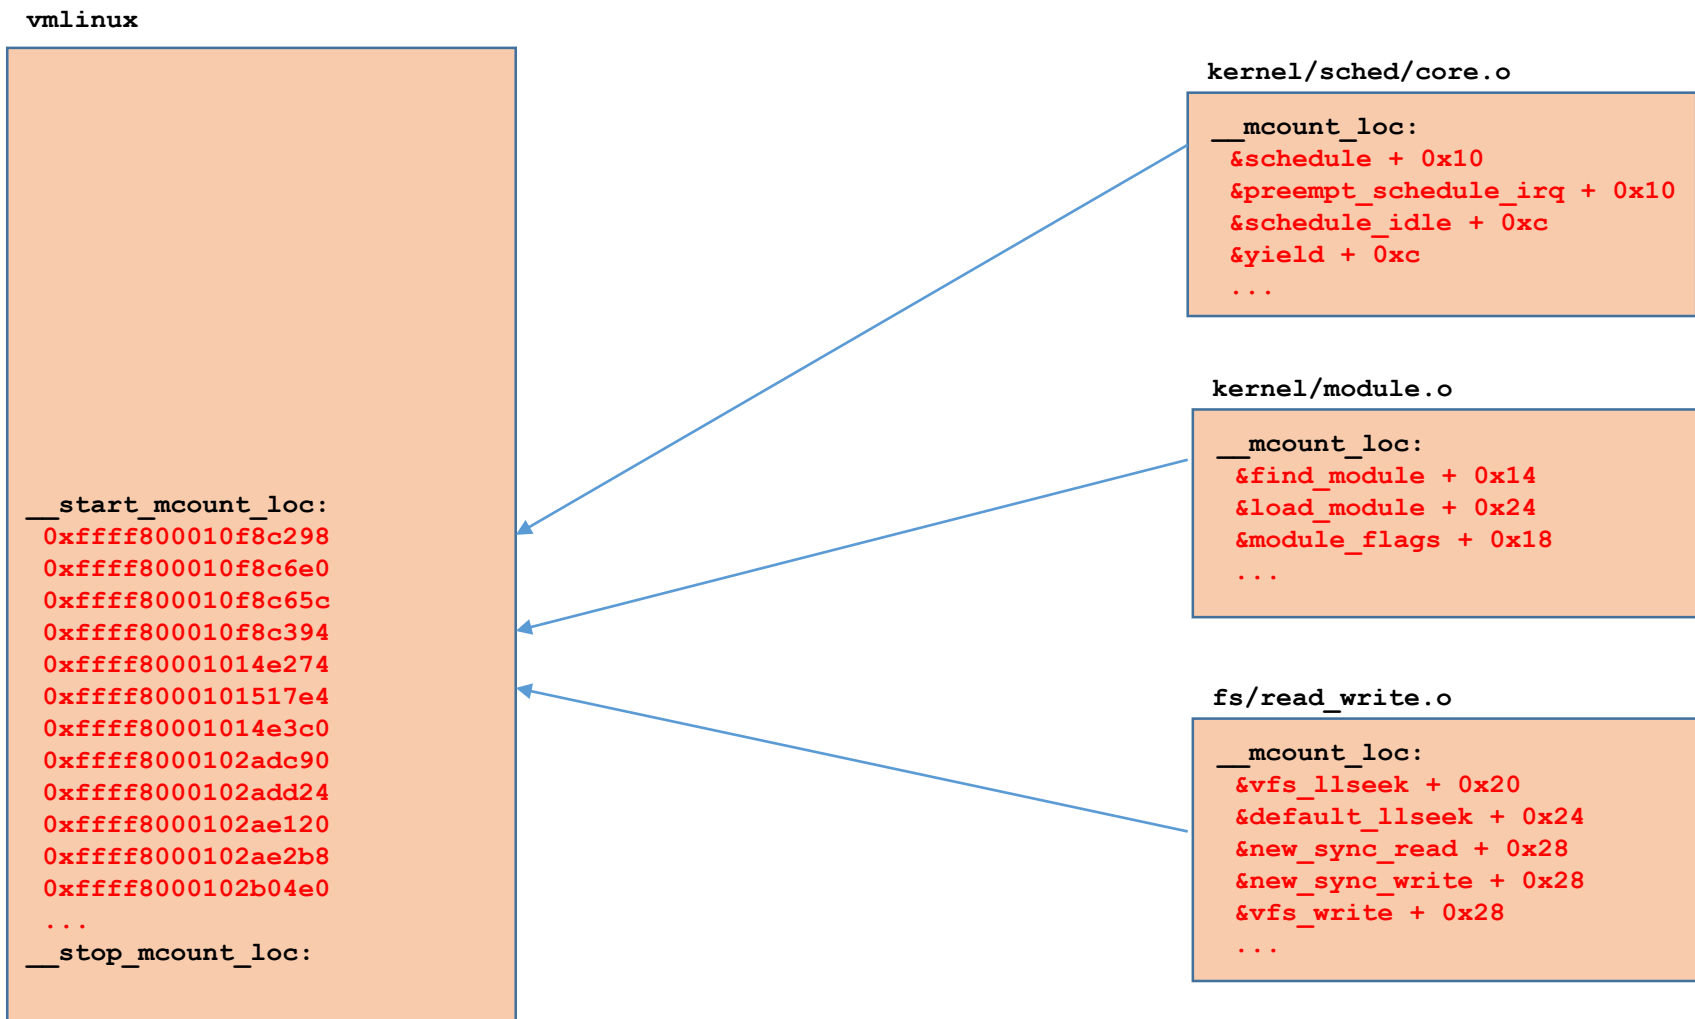 vmlinux
__start_mcount_loc:
0xffff800010f8c298
0xffff800010f8c6e0
0xffff800010f8c65c
0xffff800010f8c394
0xffff80001014e274
0xffff8000101517e4
0xffff80001014e3c0
0xffff8000102adc90
0xffff8000102add24
0xffff8000102ae120
0xffff8000102ae2b8
0xffff8000102b04e0
...
__stop_mcount_loc:
kernel/sched/core.o
__mcount_loc:
&schedule + 0x10
&preempt_schedule_irq + 0x10
&schedule_idle + 0xc
&yield + 0xc
...
kernel/module.o
__mcount_loc:
&find_module + 0x14
&load_module + 0x24
&module_flags + 0x18
...
fs/read_write.o
__mcount_loc:
&vfs_llseek + 0x20
&default_llseek + 0x24
&new_sync_read + 0x28
&new_sync_write + 0x28
&vfs_write + 0x28
...